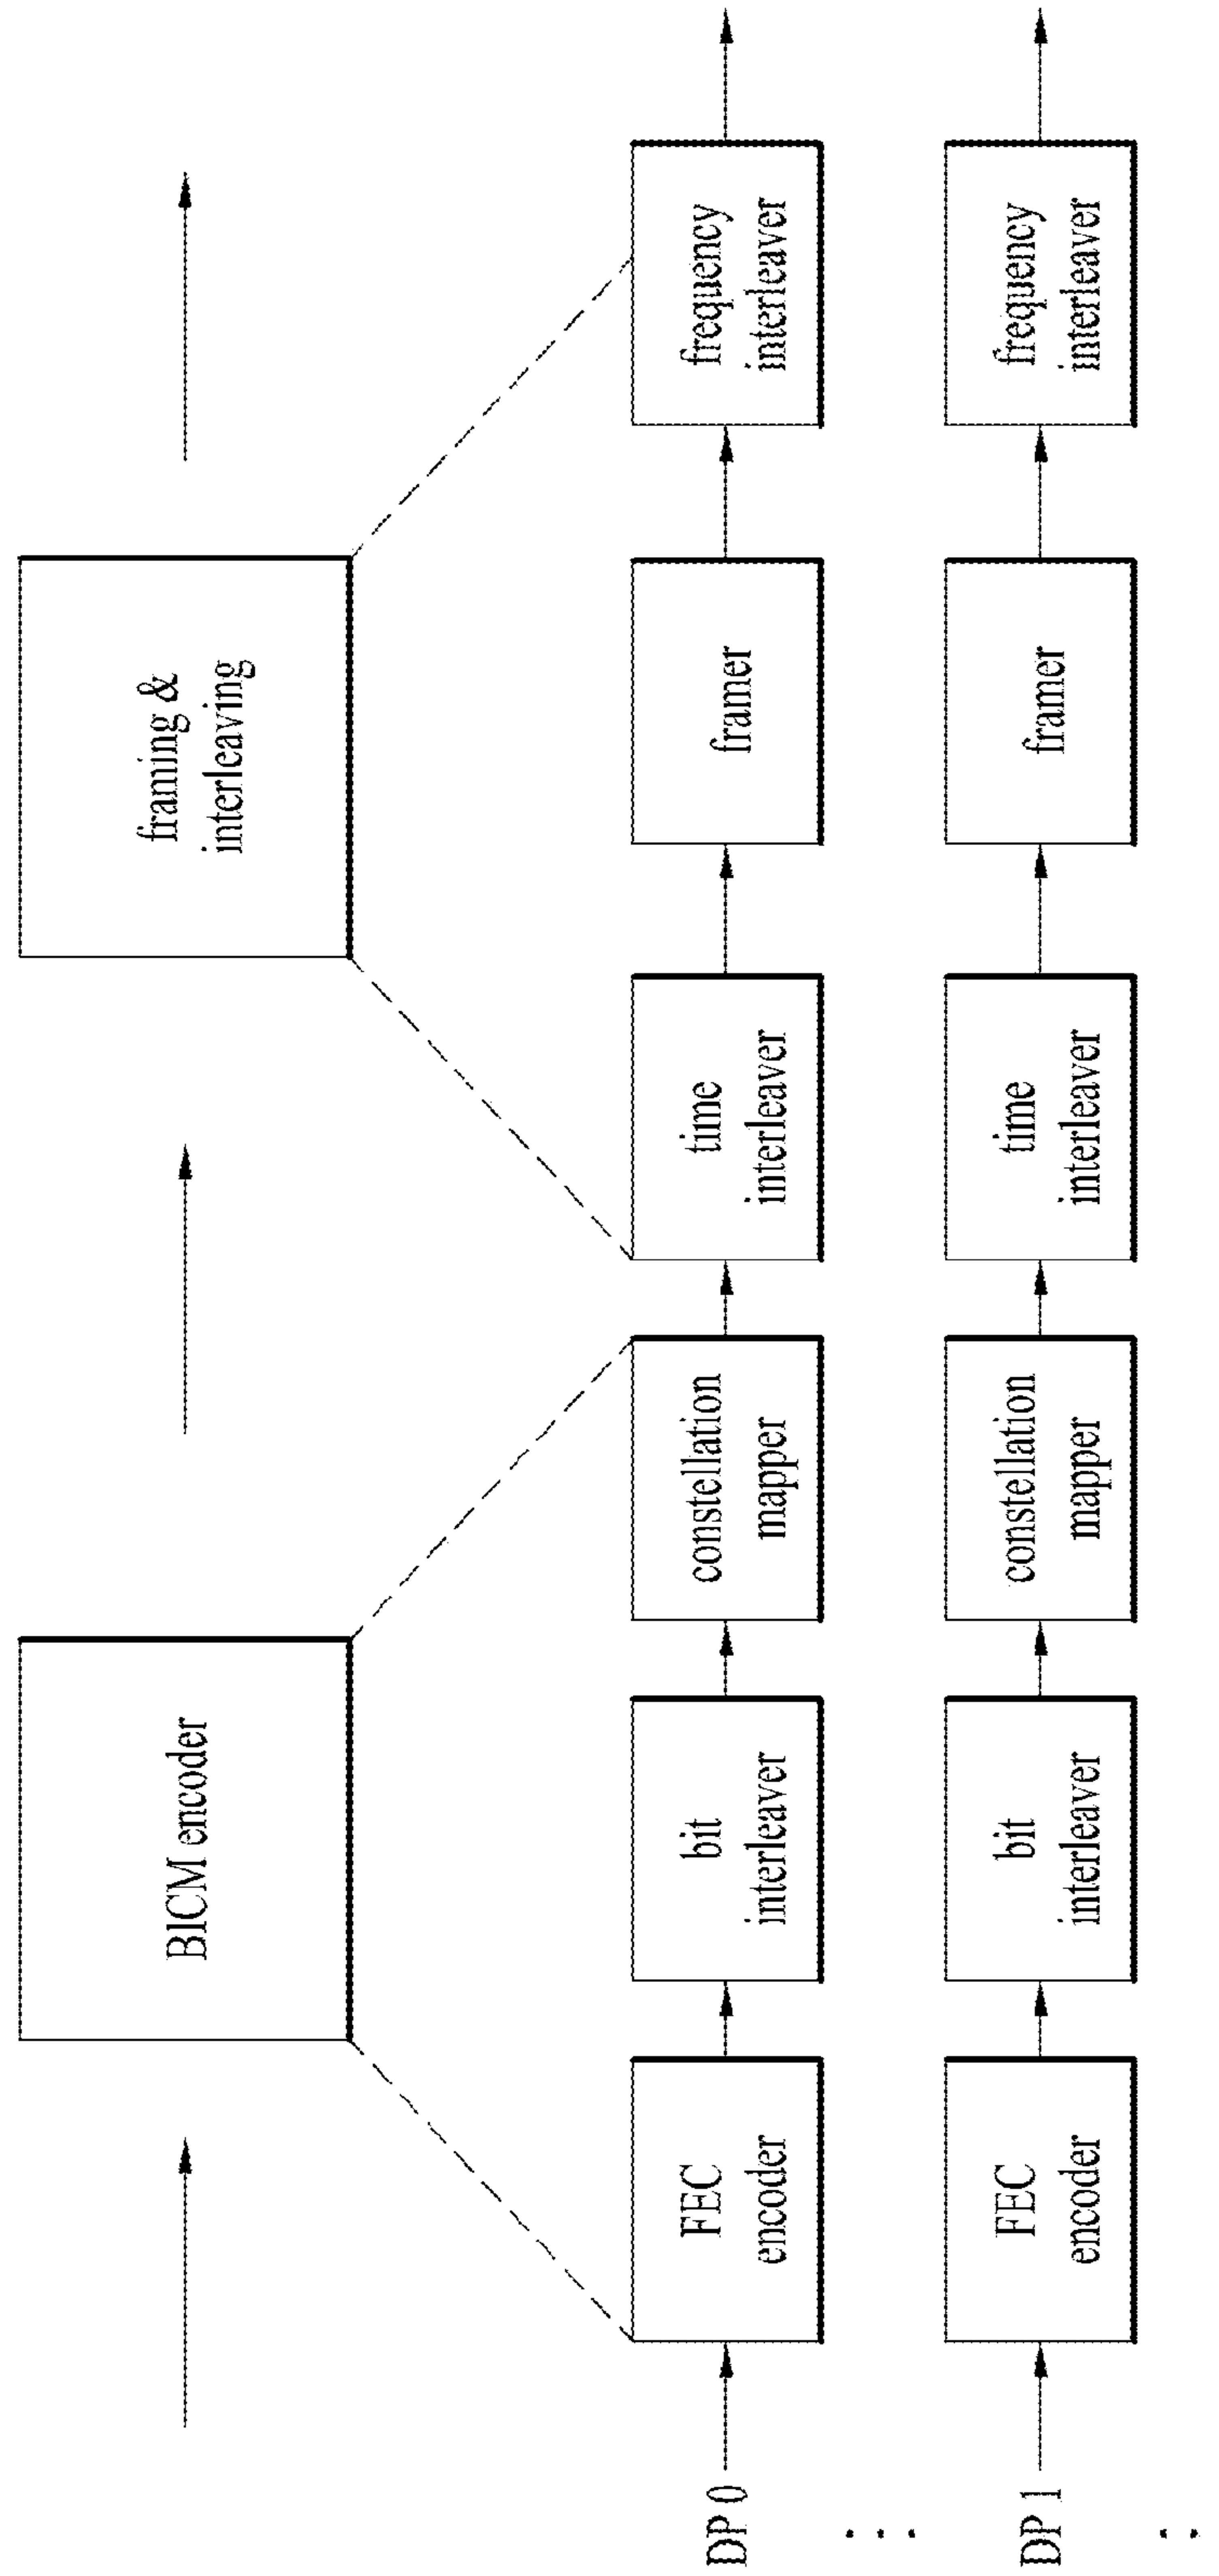 BICM encoder
framing &
interleaving
DP 0
FEC
encoder
bit
interleaver
constellation
mapper
time
interleaver
framer
frequency
interleaver
DP 1
FEC
encoder
bit
interleaver
constellation
mapper
time
interleaver
framer
frequency
interleaver